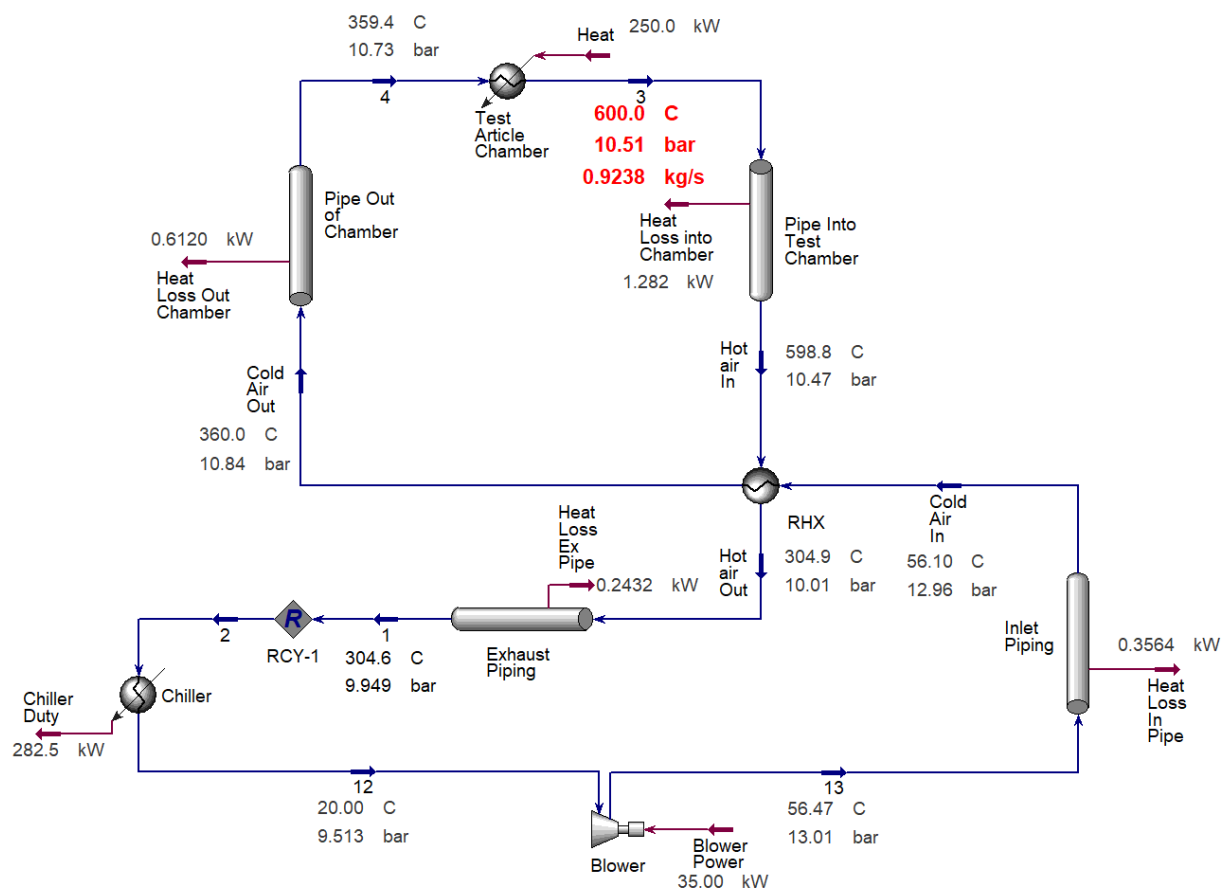 359.4 C
10.73 bar
Heat
250.0 kW
4
3
Test
Article
Chamber
600.0 C
10.51 bar
0.9238 kg/s
Pipe Out
of
Chamber
0.6120 kW
Heat
Loss Out
Chamber
Heat
Loss into
Chamber
1.282 kW
Pipe Into
Test
Chamber
Hot
air
In
598.8 C
10.47 bar
Cold
Air
Out
360.0 C
10.84 bar
RHX
Cold
Air
In
56.10 C
12.96 bar
Heat
Loss
Ex
Pipe
0.2432 kW
Hot
air
Out
304.9 C
10.01 bar
2
R
RCY-1
1
304.6 C
9.949 bar
Exhaust
Piping
Inlet
Piping
0.3564 kW
Heat
Loss
In
Pipe
Chiller
Chiller
Duty
282.5 kW
12
20.00 C
9.513 bar
13
56.47 C
13.01 bar
Blower
Blower
Power
35.00 kW